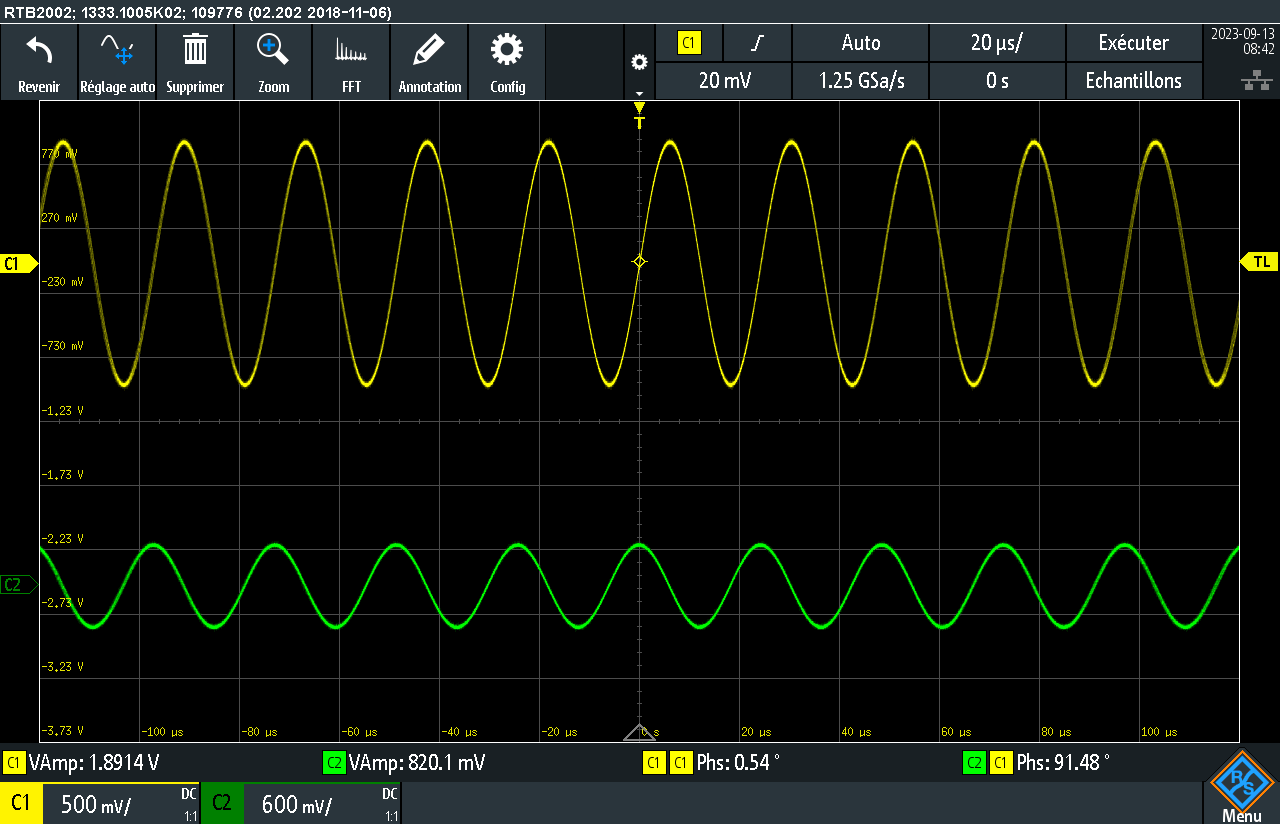 RTB2002; 1333.1005K02; 109776 (02.202 2018-11-06)
Revenir
Réglage auto
Supprimer
Zoom
FFT
Annotation
Config
C1
Auto
20 µs/
Exécuter
20 mV
1.25 GSa/s
0 s
Echantillons
2023-09-13
08:42
T
770 mV
270 mV
C1
TL
-230 mV
-730 mV
-1.23 V
-1.73 V
-2.23 V
C2
-2.73 V
-3.23 V
-3.73 V
-100 µs
-80 µs
-60 µs
-40 µs
-20 µs
0 s
20 µs
40 µs
60 µs
80 µs
100 µs
C1 VAmp: 1.8914 V
C2 VAmp: 820.1 mV
C1 C1 Phs: 0.54 °
C2 C1 Phs: 91.48 °
C1 500 mV/ DC 1:1
C2 600 mV/ DC 1:1
R&S
Menu